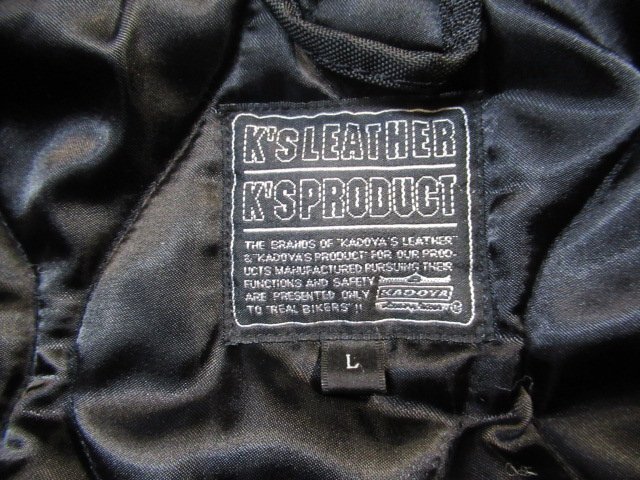 K'S LEATHER
K'S PRODUCT
THE BRANDS OF "KADOYA'S LEATHER"
& "KADOYA'S PRODUCT" FOR OUR PROD-
UCTS MANUFACTURED PURSUING THEIR
FUNCTIONS AND SAFETY
ARE PRESENTED ONLY
TO "REAL BIKERS" !!
KADOYA
L